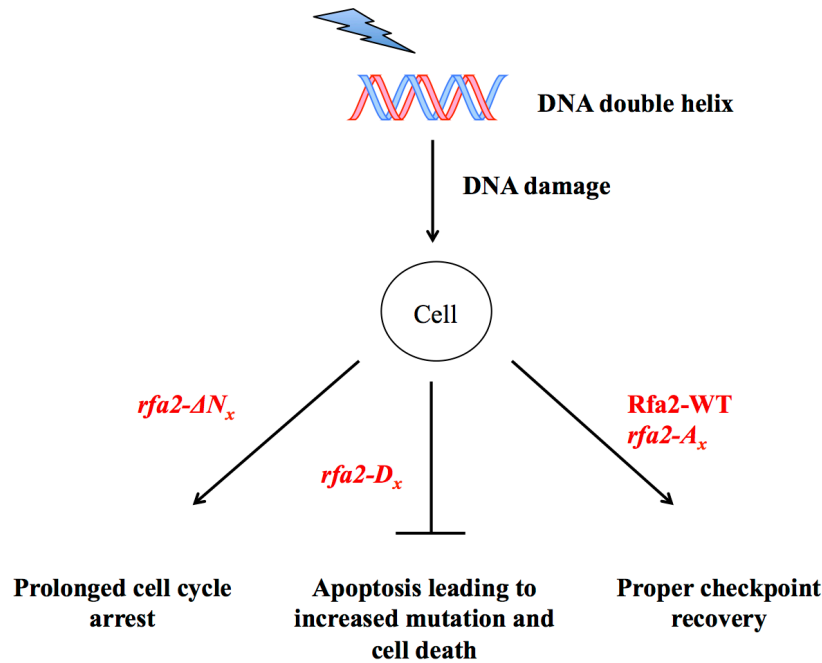 DNA double helix
DNA damage
Cell
rfa2-ΔNₓ
rfa2-Dₓ
Rfa2-WT
rfa2-Aₓ
Prolonged cell cycle
arrest
Apoptosis leading to
increased mutation and
cell death
Proper checkpoint
recovery